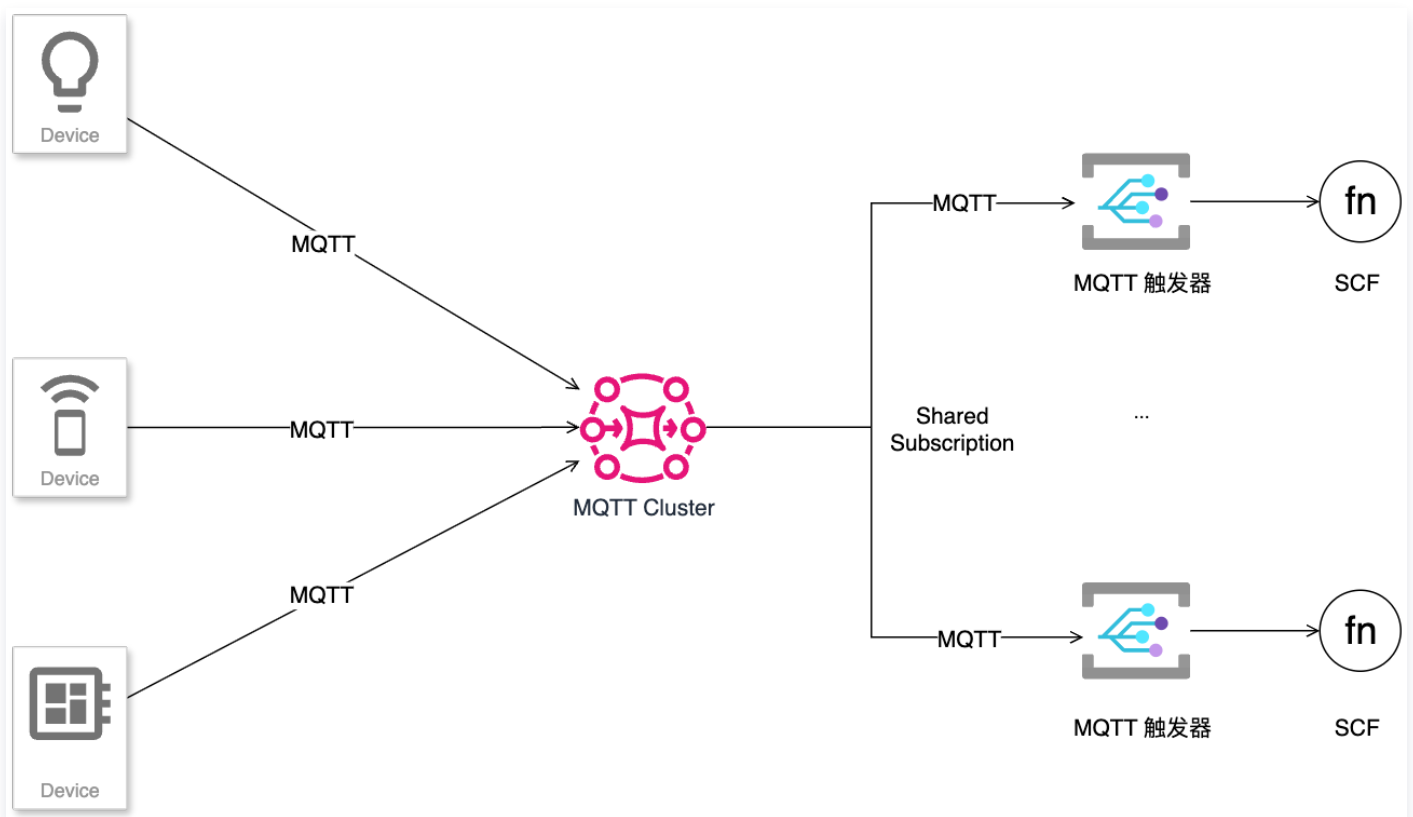 Device
MQTT
Device
MQTT
Device
MQTT
MQTT Cluster
Shared
Subscription
MQTT
MQTT 触发器
fn
SCF
...
MQTT
MQTT 触发器
fn
SCF